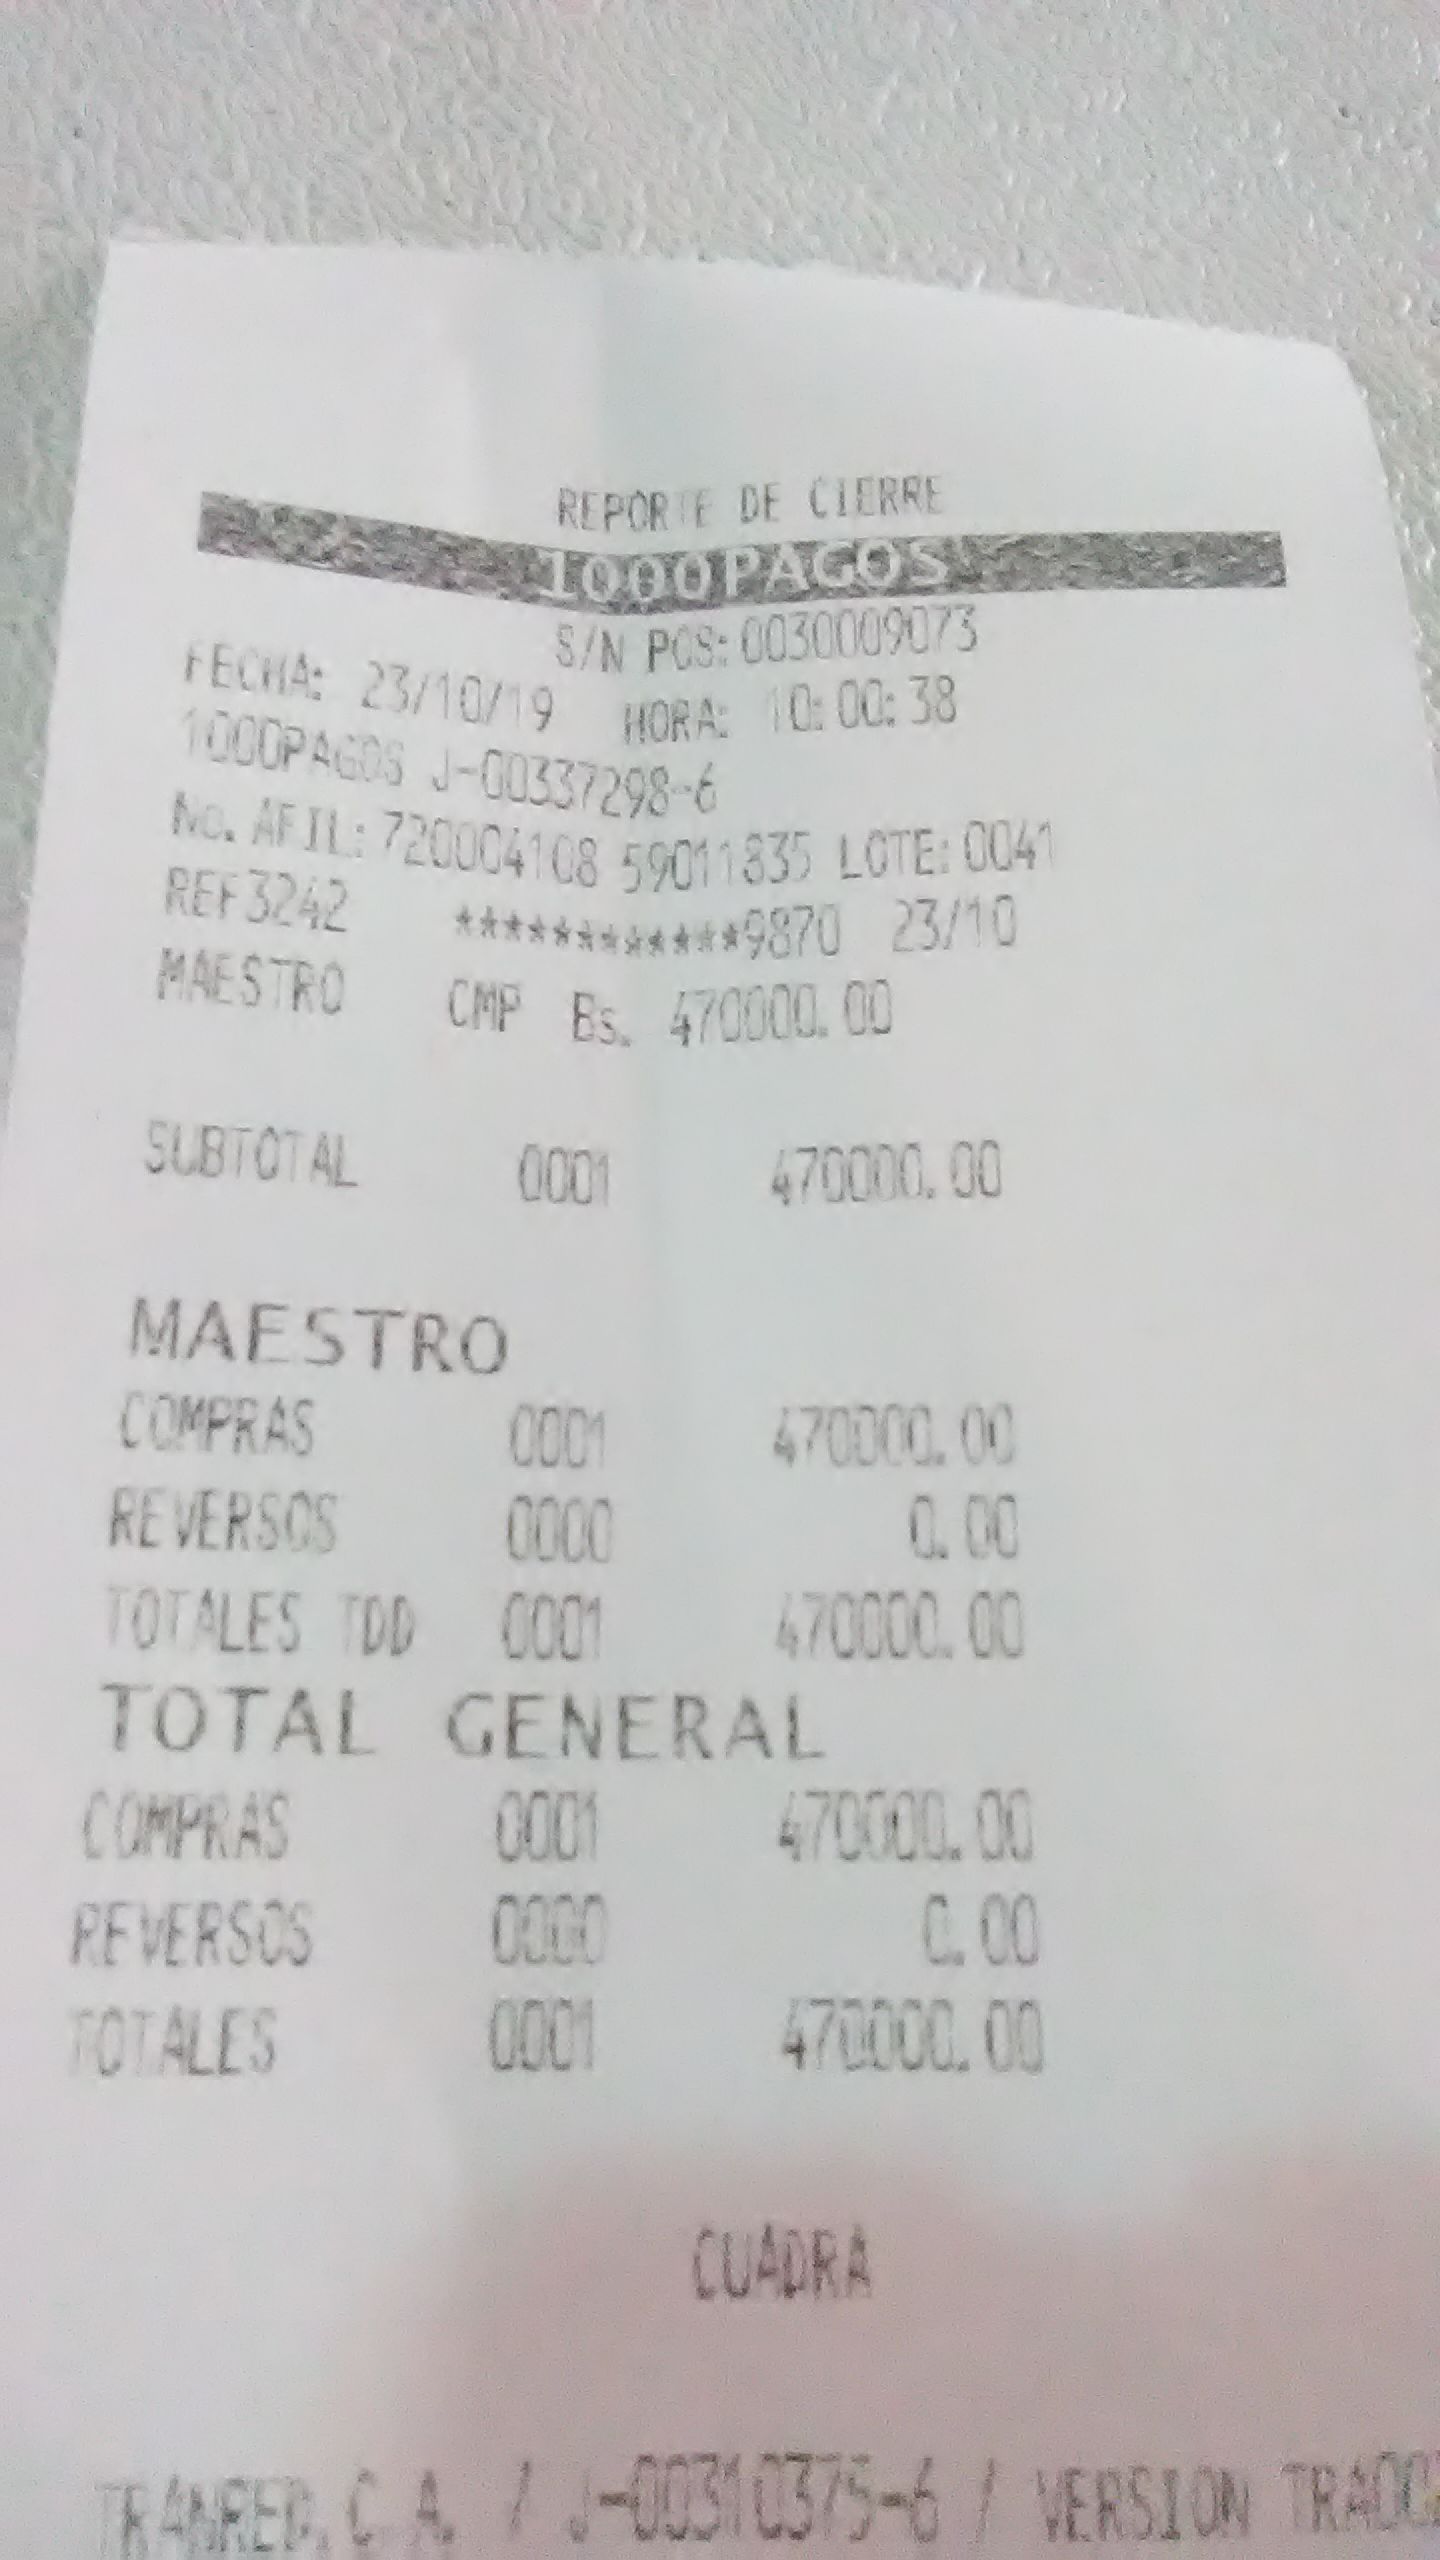 REPORTE DE CIERRE
1000PAGOS
S/N POS: 0030009073
FECHA: 23/10/19 HORA: 10:00:38
1000PAGOS J-00337298-6
No. AFIL: 720004108 59011835 LOTE: 0041
REF3242 ************9870 23/10
MAESTRO CMP Bs. 470000.00
SUBTOTAL 0001 470000.00
MAESTRO
COMPRAS 0001 470000.00
REVERSOS 0000 0.00
TOTALES TDD 0001 470000.00
TOTAL GENERAL
COMPRAS 0001 470000.00
REVERSOS 0000 0.00
TOTALES 0001 470000.00
CUADRA
TRANRED, C.A. / J-00310375-6 / VERSION